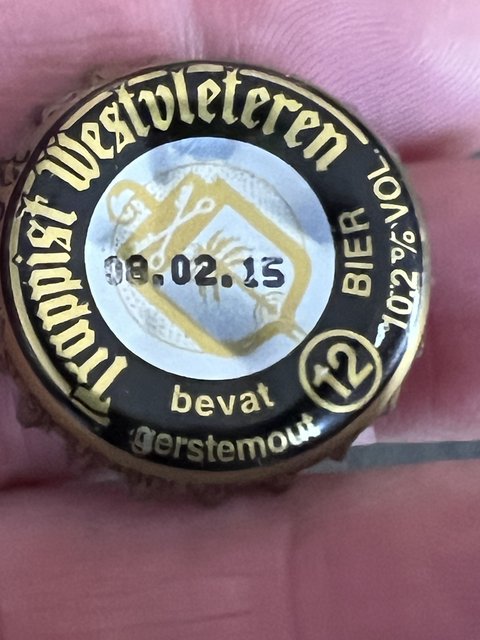 Trappist Westvleteren
08.02.15
BIER
10.2 % VOL.
12
bevat
gerstemout